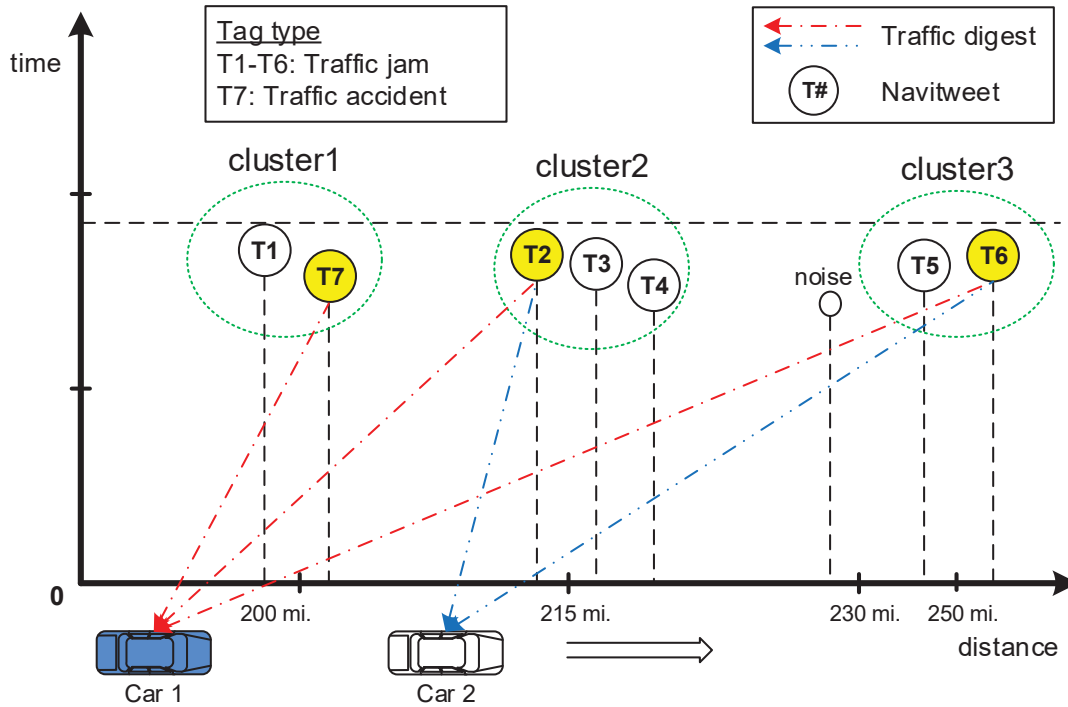 time
Tag type
T1-T6: Traffic jam
T7: Traffic accident
Traffic digest
T#
Navitweet
cluster1
cluster2
cluster3
T1
T7
T2
T3
T4
noise
T5
T6
0
200 mi.
215 mi.
230 mi.
250 mi.
distance
Car 1
Car 2